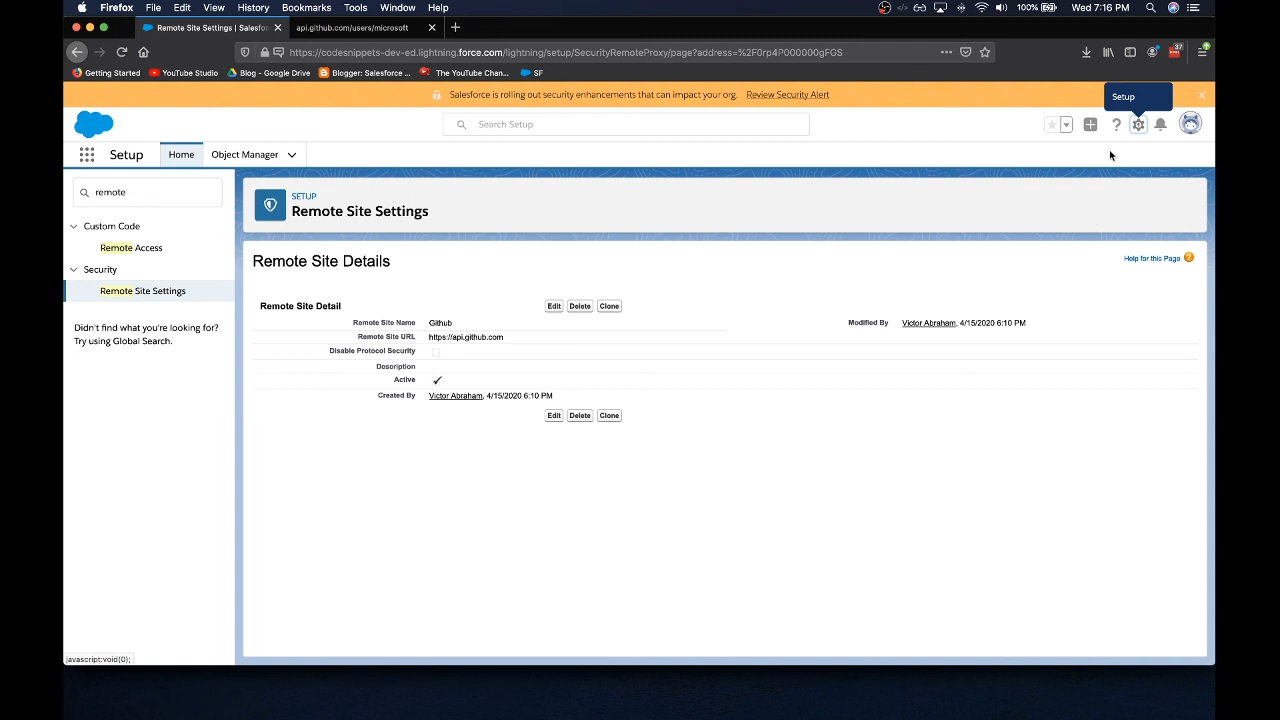 Firefox File Edit View History Bookmarks Tools Window Help 100% Wed 7:16 PM
Remote Site Settings | Salesfor api.github.com/users/microsoft
https://codesnippets-dev-ed.lightning.force.com/lightning/setup/SecurityRemoteProxy/page?address=%2F0rp4P000000gFGS 37
Getting Started YouTube Studio Blog - Google Drive Blogger: Salesforce ... The YouTube Chan... SF
Salesforce is rolling out security enhancements that can impact your org. Review Security Alert
Setup
Search Setup
Setup Home Object Manager
remote
Custom Code
Remote Access
Security
Remote Site Settings
Didn't find what you're looking for?
Try using Global Search.
SETUP
Remote Site Settings
Remote Site Details
Help for this Page
Remote Site Detail Edit Delete Clone
Remote Site Name Github Modified By Victor Abraham, 4/15/2020 6:10 PM
Remote Site URL https://api.github.com
Disable Protocol Security
Description
Active
Created By Victor Abraham, 4/15/2020 6:10 PM
Edit Delete Clone
javascript:void(0);